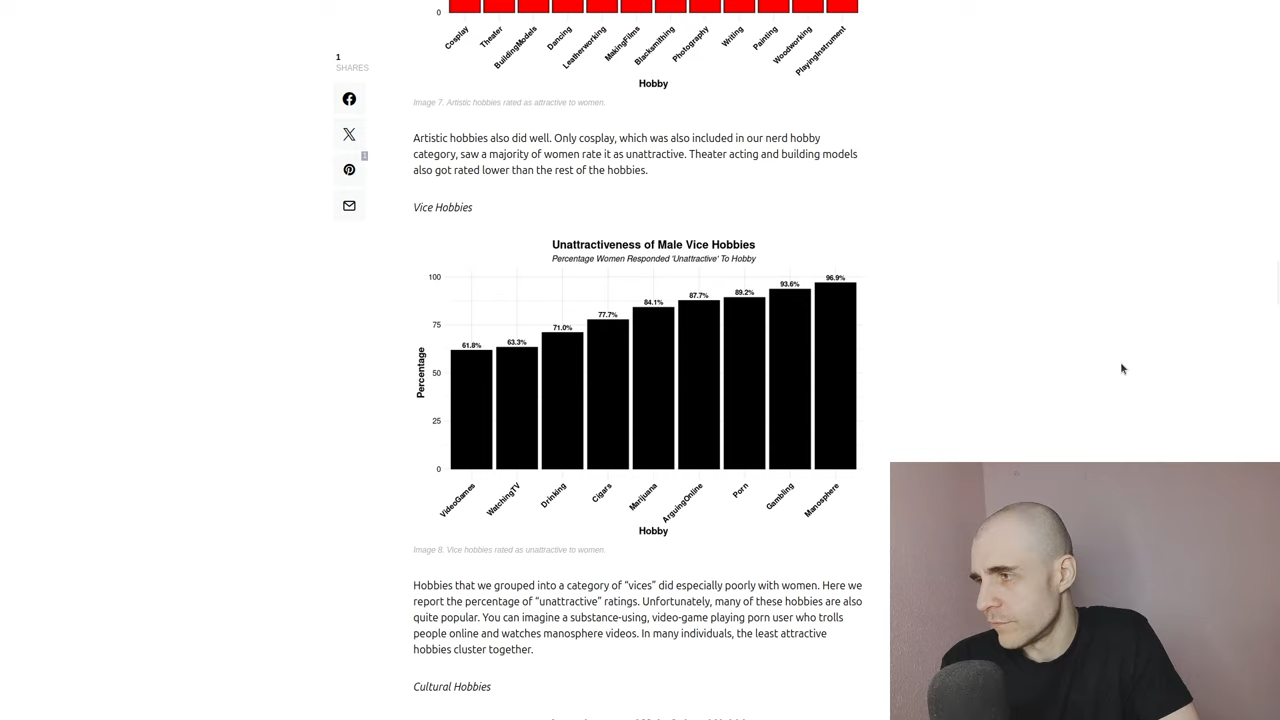 0
Cosplay
Theater
BuildingModels
Dancing
Leatherworking
MakingFilms
Blacksmithing
Photography
Writing
Painting
Woodworking
PlayingInstrument
Hobby
1
SHARES
1
Image 7. Artistic hobbies rated as attractive to women.
Artistic hobbies also did well. Only cosplay, which was also included in our nerd hobby
category, saw a majority of women rate it as unattractive. Theater acting and building models
also got rated lower than the rest of the hobbies.
Vice Hobbies
Unattractiveness of Male Vice Hobbies
Percentage Women Responded 'Unattractive' To Hobby
Percentage
100
75
50
25
0
61.8%
63.3%
71.0%
77.7%
84.1%
87.7%
89.2%
93.6%
96.9%
VideoGames
WatchingTV
Drinking
Cigars
Marijuana
ArguingOnline
Porn
Gambling
Manosphere
Hobby
Image 8. Vice hobbies rated as unattractive to women.
Hobbies that we grouped into a category of “vices” did especially poorly with women. Here we
report the percentage of “unattractive” ratings. Unfortunately, many of these hobbies are also
quite popular. You can imagine a substance-using, video-game playing porn user who trolls
people online and watches manosphere videos. In many individuals, the least attractive
hobbies cluster together.
Cultural Hobbies